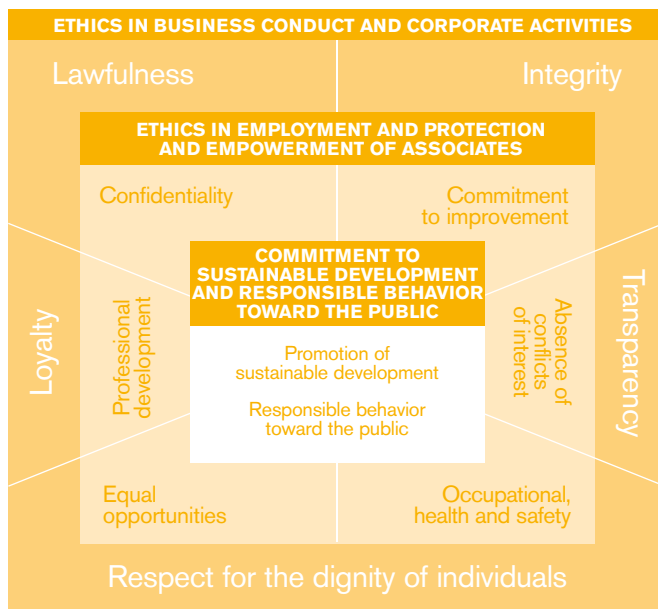 ETHICS IN BUSINESS CONDUCT AND CORPORATE ACTIVITIES
Lawfulness
Integrity
ETHICS IN EMPLOYMENT AND PROTECTION
AND EMPOWERMENT OF ASSOCIATES
Confidentiality
Commitment
to improvement
COMMITMENT TO
SUSTAINABLE DEVELOPMENT
AND RESPONSIBLE BEHAVIOR
TOWARD THE PUBLIC
Loyalty
Professional
development
Promotion of
sustainable development
Responsible behavior
toward the public
Absence of
conflicts
of interest
Transparency
Equal
opportunities
Occupational,
health and safety
Respect for the dignity of individuals